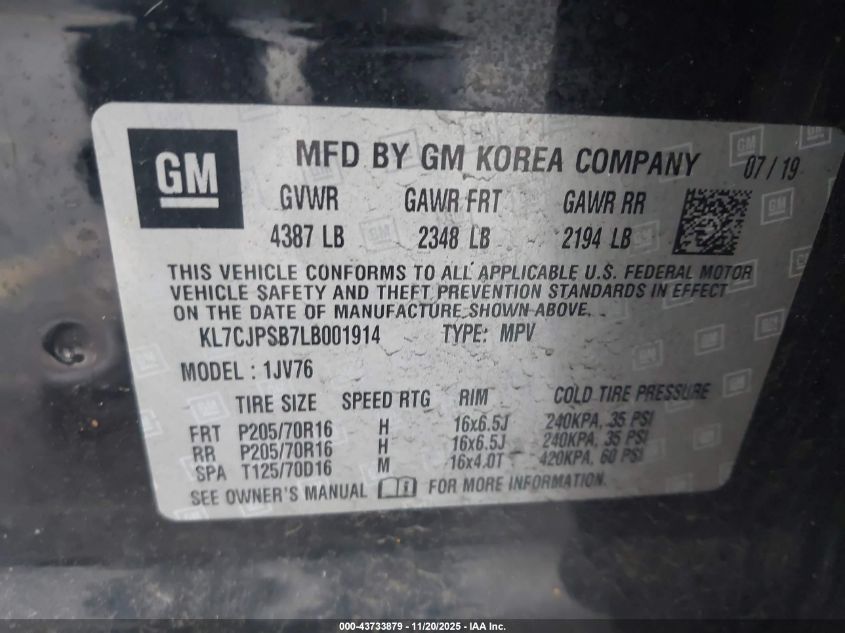 GM MFD BY GM KOREA COMPANY 07/19
GVWR GAWR FRT GAWR RR
4387 LB 2348 LB 2194 LB
THIS VEHICLE CONFORMS TO ALL APPLICABLE U.S. FEDERAL MOTOR
VEHICLE SAFETY AND THEFT PREVENTION STANDARDS IN EFFECT
ON THE DATE OF MANUFACTURE SHOWN ABOVE.
KL7CJPSB7LB001914 TYPE: MPV
MODEL : 1JV76
TIRE SIZE SPEED RTG RIM COLD TIRE PRESSURE
FRT P205/70R16 H 16x6.5J 240KPA, 35 PSI
RR P205/70R16 H 16x6.5J 240KPA, 35 PSI
SPA T125/70D16 M 16x4.0T 420KPA, 60 PSI
SEE OWNER'S MANUAL FOR MORE INFORMATION.
000-43733879 - 11/20/2025 - IAA Inc.